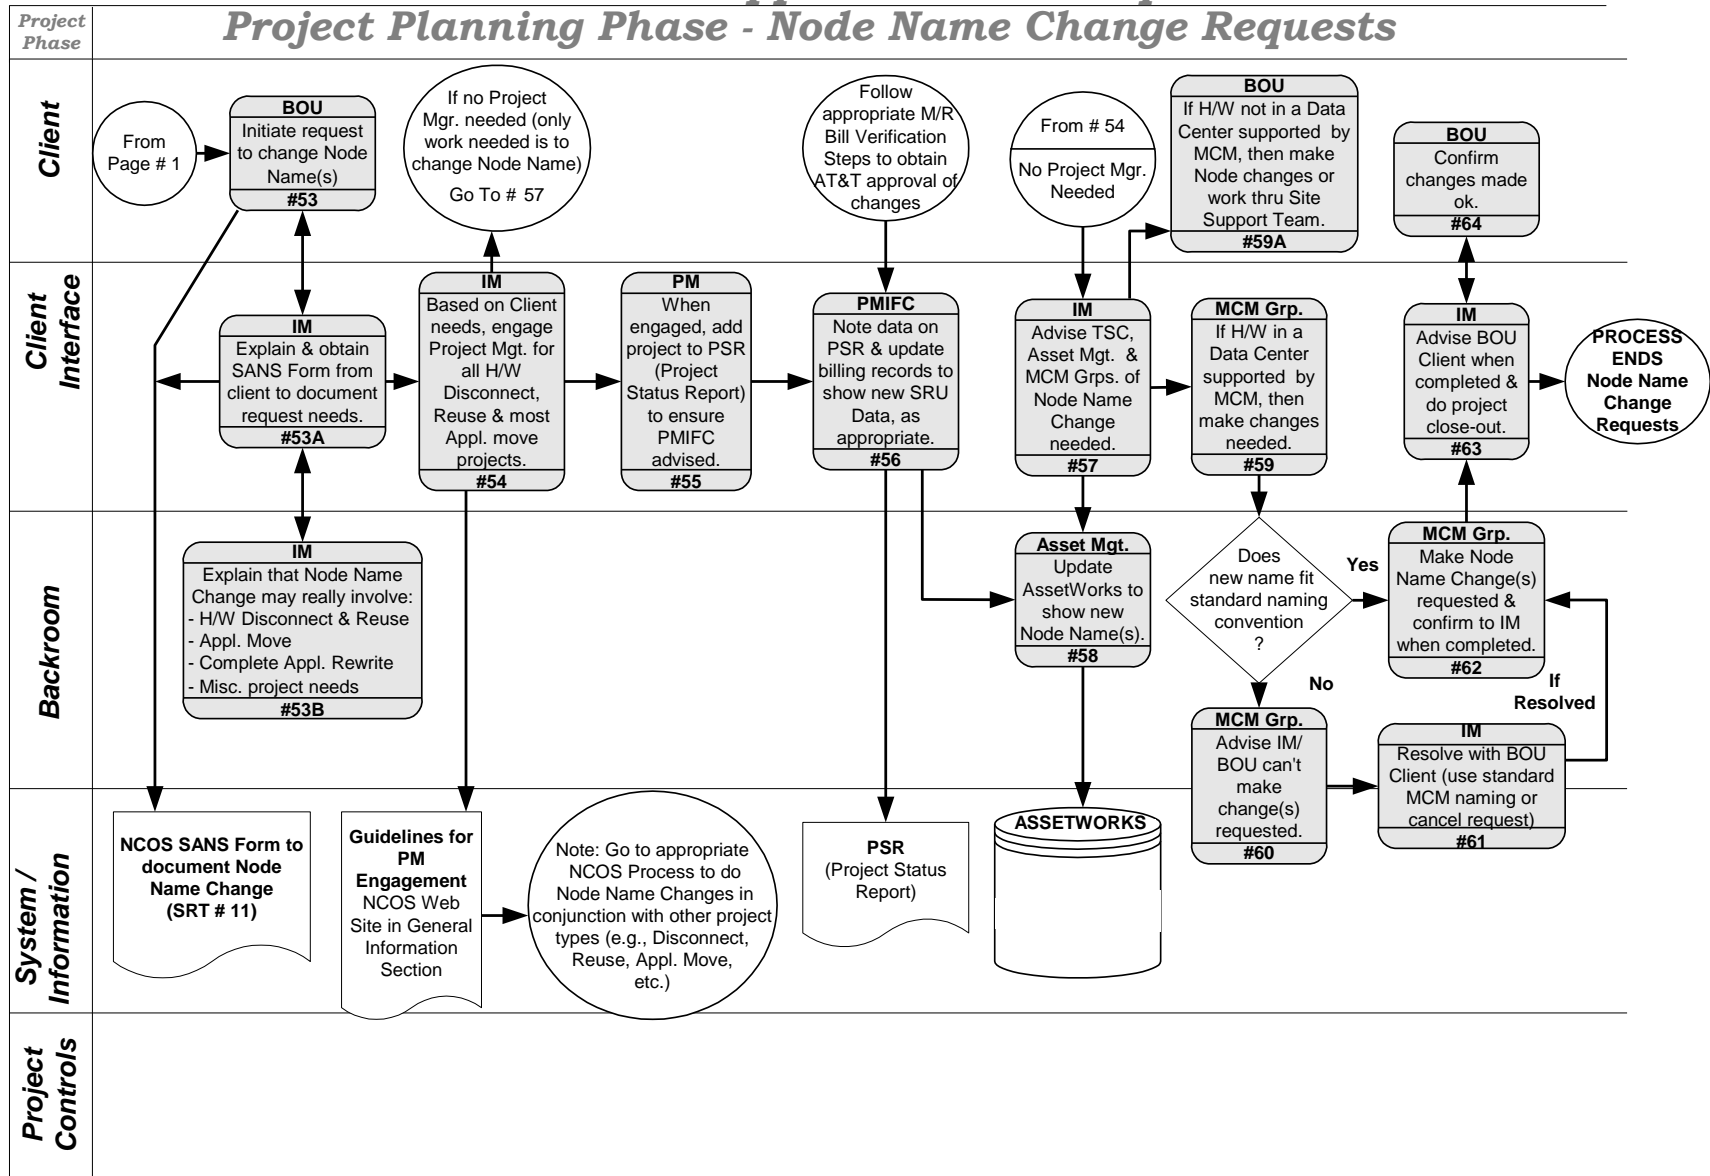 Project Phase
Project Planning Phase - Node Name Change Requests
Client
From
Page # 1
BOU
Initiate request
to change Node
Name(s)
#53
If no Project
Mgr. needed (only
work needed is to
change Node Name)
Go To # 57
Follow
appropriate M/R
Bill Verification
Steps to obtain
AT&T approval of
changes
From # 54
No Project Mgr.
Needed
BOU
If H/W not in a Data
Center supported by
MCM, then make
Node changes or
work thru Site
Support Team.
#59A
BOU
Confirm
changes made
ok.
#64
Client
Interface
IM
Explain & obtain
SANS Form from
client to document
request needs.
#53A
IM
Based on Client
needs, engage
Project Mgt. for
all H/W
Disconnect,
Reuse & most
Appl. move
projects.
#54
PM
When
engaged, add
project to PSR
(Project
Status Report)
to ensure
PMIFC
advised.
#55
PMIFC
Note data on
PSR & update
billing records to
show new SRU
Data, as
appropriate.
#56
IM
Advise TSC,
Asset Mgt. &
MCM Grps. of
Node Name
Change
needed.
#57
MCM Grp.
If H/W in a
Data Center
supported by
MCM, then
make changes
needed.
#59
IM
Advise BOU
Client when
completed &
do project
close-out.
#63
PROCESS
ENDS
Node Name
Change
Requests
Backroom
IM
Explain that Node Name
Change may really involve:
- H/W Disconnect & Reuse
- Appl. Move
- Complete Appl. Rewrite
- Misc. project needs
#53B
Asset Mgt.
Update
AssetWorks to
show new
Node Name(s).
#58
Does
new name fit
standard naming
convention
?
Yes
No
MCM Grp.
Make Node
Name Change(s)
requested &
confirm to IM
when completed.
#62
If
Resolved
MCM Grp.
Advise IM/
BOU can't
make
change(s)
requested.
#60
IM
Resolve with BOU
Client (use standard
MCM naming or
cancel request)
#61
System /
Information
NCOS SANS Form to
document Node
Name Change
(SRT # 11)
Guidelines for
PM
Engagement
NCOS Web
Site in General
Information
Section
Note: Go to appropriate
NCOS Process to do
Node Name Changes in
conjunction with other project
types (e.g., Disconnect,
Reuse, Appl. Move,
etc.)
PSR
(Project Status
Report)
ASSETWORKS
Project
Controls